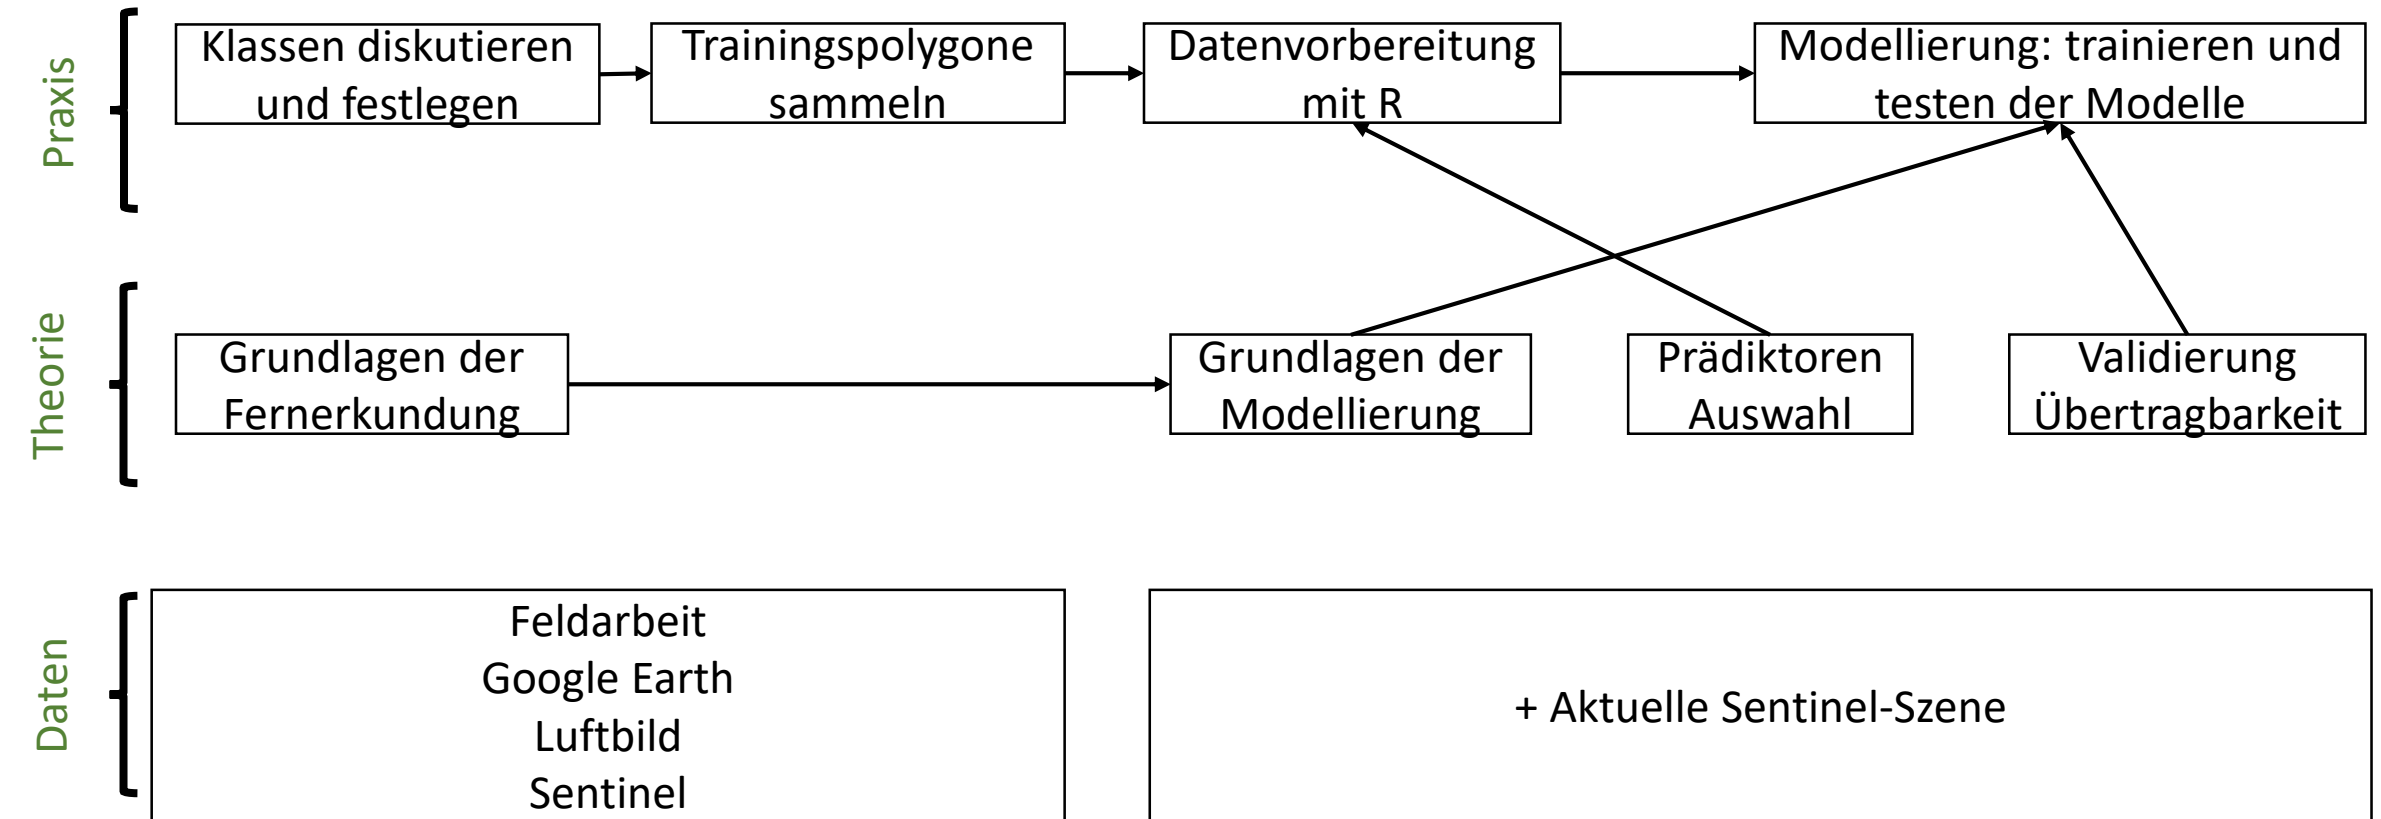 Praxis
Klassen diskutieren
und festlegen
Trainingspolygone
sammeln
Datenvorbereitung
mit R
Modellierung: trainieren und
testen der Modelle
Theorie
Grundlagen der
Fernerkundung
Grundlagen der
Modellierung
Prädiktoren
Auswahl
Validierung
Übertragbarkeit
Daten
Feldarbeit
Google Earth
Luftbild
Sentinel
+ Aktuelle Sentinel-Szene